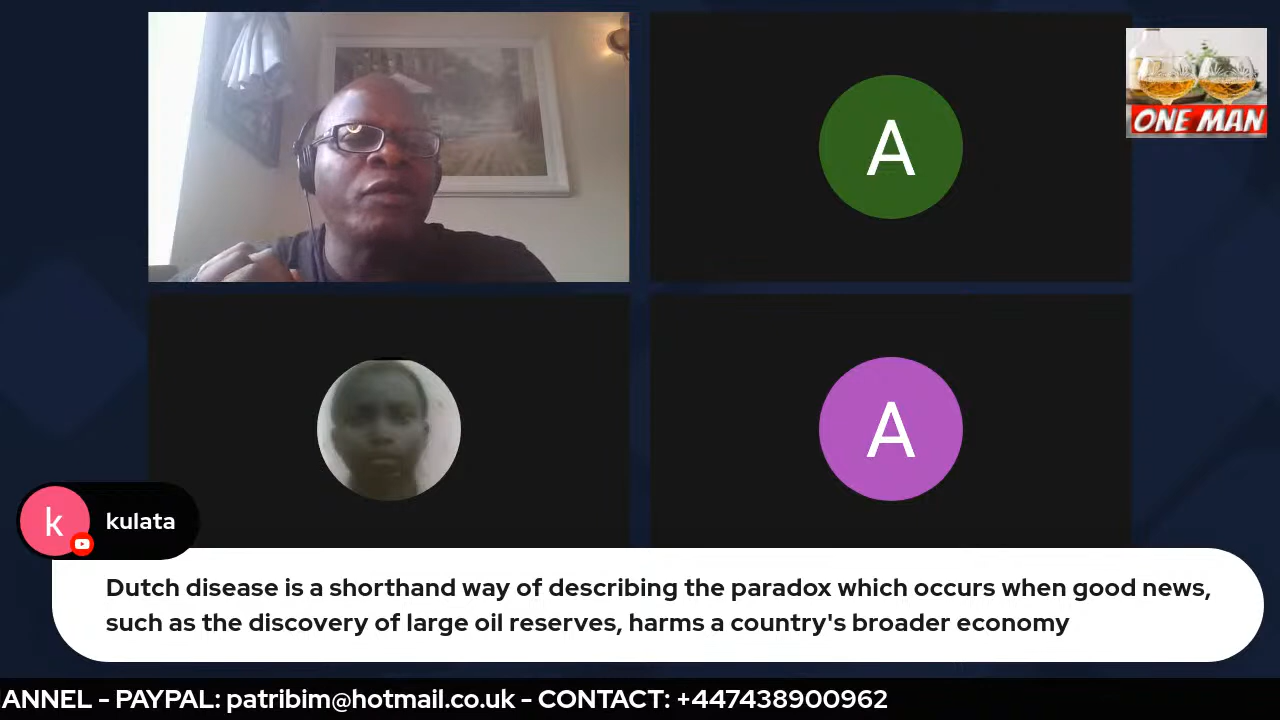 A
ONE MAN
A
k
kulata
Dutch disease is a shorthand way of describing the paradox which occurs when good news,
such as the discovery of large oil reserves, harms a country's broader economy
ANNEL - PAYPAL: patribim@hotmail.co.uk - CONTACT: +447438900962